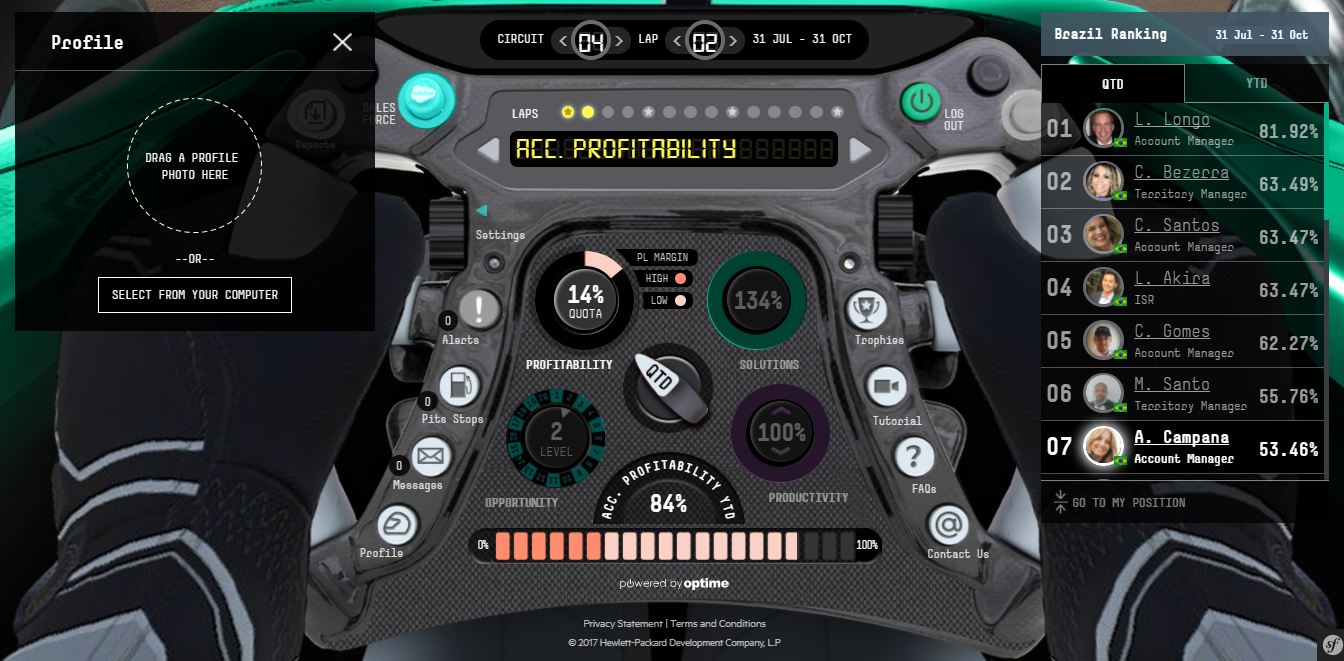 Profile
DRAG A PROFILE
PHOTO HERE
--OR--
SELECT FROM YOUR COMPUTER
Reports
SALES
FORCE
CIRCUIT < 04 > LAP < 02 > 31 JUL - 31 OCT
LAPS
ACC. PROFITABILITY
LOG
OUT
Settings
14%
QUOTA
PL MARGIN
HIGH
LOW
PROFITABILITY
134%
SOLUTIONS
QTD
2
LEVEL
OPPORTUNITY
100%
PRODUCTIVITY
ACC. PROFITABILITY YTD
84%
0%
100%
0
Alerts
0
Pits Stops
0
Messages
Profile
Trophies
Tutorial
?
FAQs
@
Contact Us
powered by optime
Privacy Statement | Terms and Conditions
© 2017 Hewlett-Packard Development Company, L.P
Brazil Ranking 31 Jul - 31 Oct
QTD YTD
01 L. Longo 81.92%
Account Manager
02 C. Bezerra 63.49%
Territory Manager
03 C. Santos 63.47%
Account Manager
04 L. Akira 63.47%
ISR
05 C. Gomes 62.27%
Account Manager
06 M. Santo 55.76%
Territory Manager
07 A. Campana 53.46%
Account Manager
GO TO MY POSITION
sf